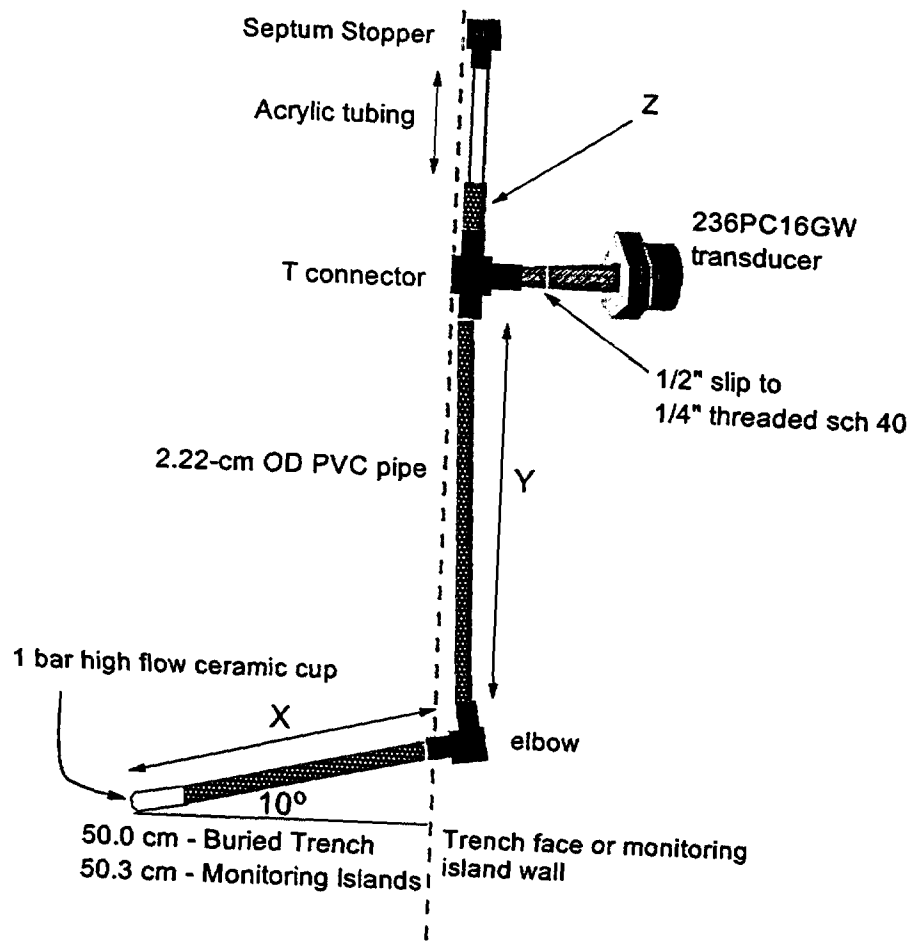 Septum Stopper
Acrylic tubing
Z
236PC16GW
transducer
T connector
1/2" slip to
1/4" threaded sch 40
2.22-cm OD PVC pipe
Y
1 bar high flow ceramic cup
X
elbow
10º
50.0 cm - Buried Trench
50.3 cm - Monitoring Islands
Trench face or monitoring
island wall